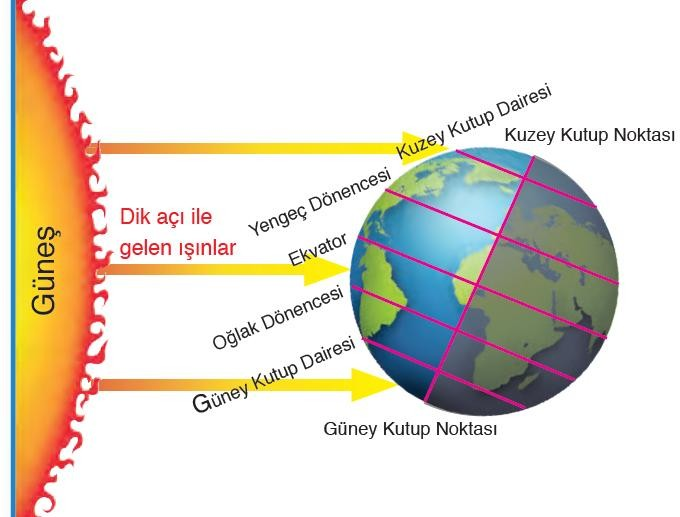 Kuzey Kutup Dairesi
Kuzey Kutup Noktası
Yengeç Dönencesi
Dik açı ile
gelen ışınlar
Ekvator
Güneş
Oğlak Dönencesi
Güney Kutup Dairesi
Güney Kutup Noktası